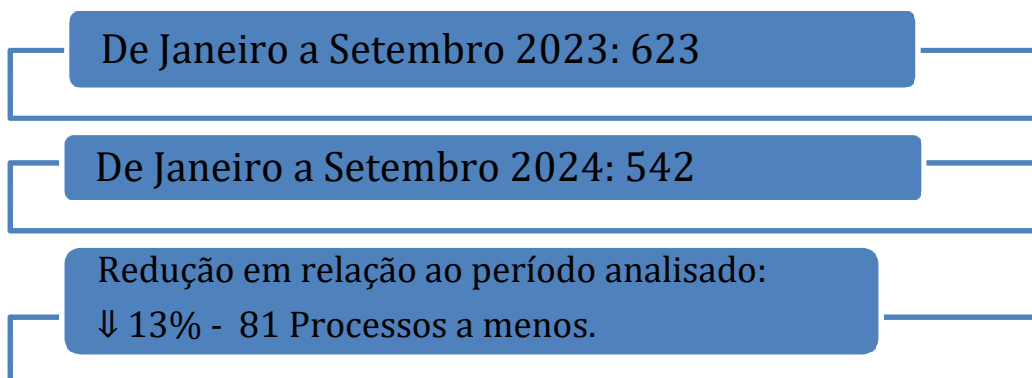 De Janeiro a Setembro 2023: 623
De Janeiro a Setembro 2024: 542
Redução em relação ao período analisado:
⇓ 13% - 81 Processos a menos.